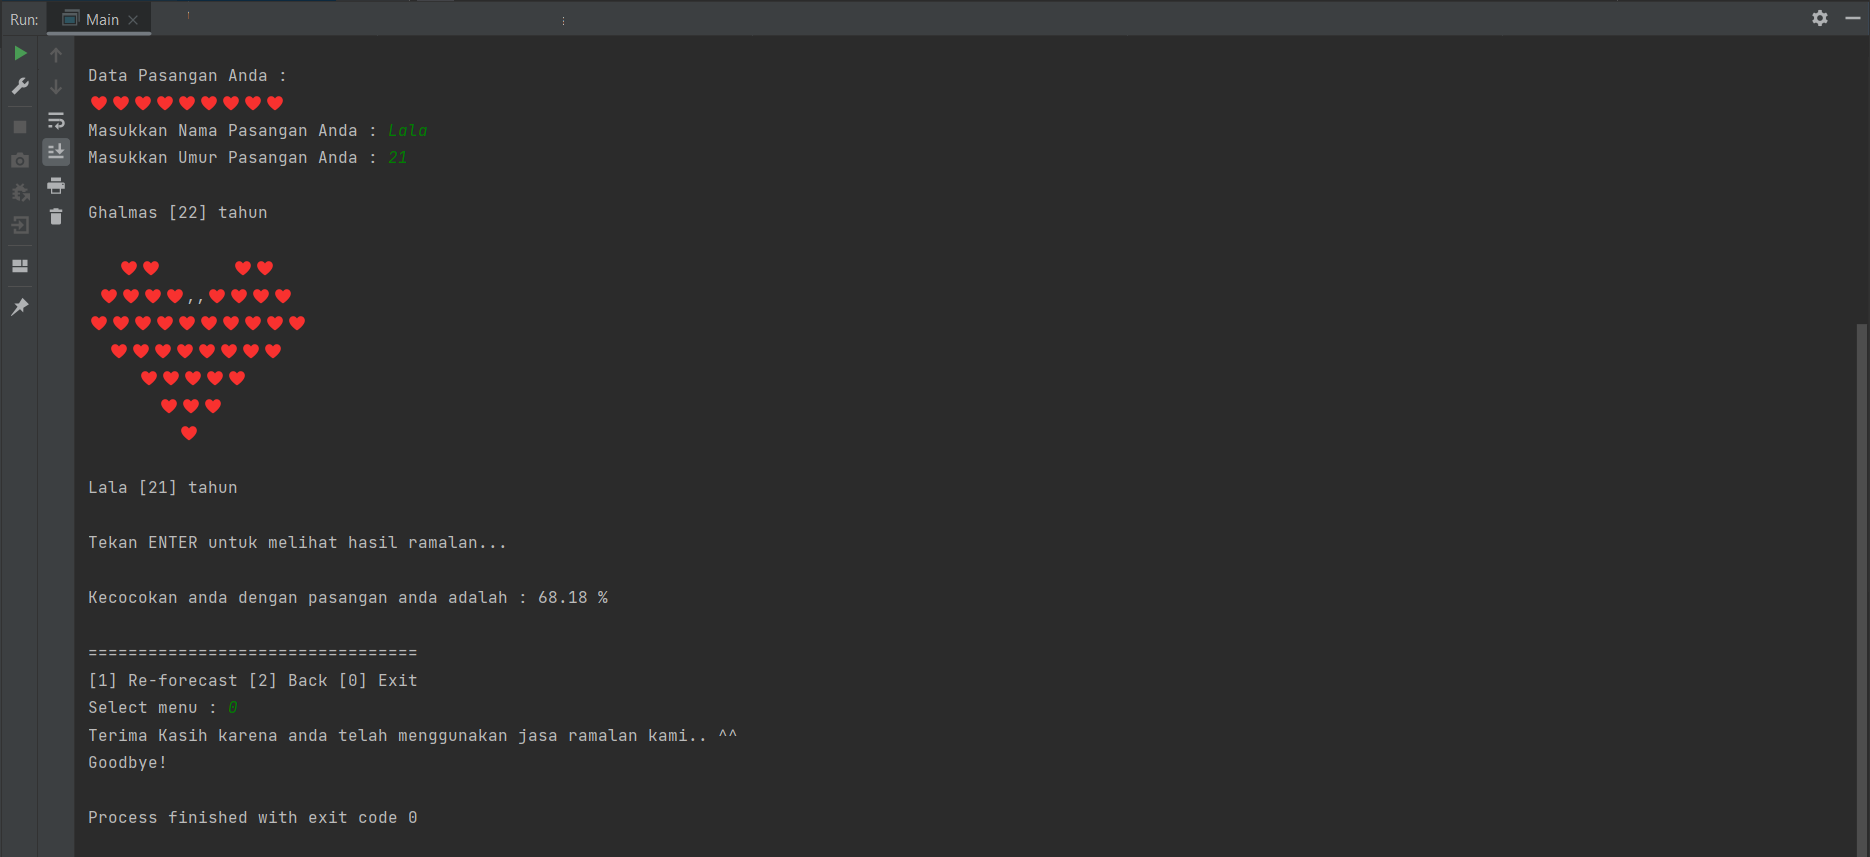 Run: Main
Data Pasangan Anda :
❤❤❤❤❤❤❤❤❤
Masukkan Nama Pasangan Anda : Lala
Masukkan Umur Pasangan Anda : 21
Ghalmas [22] tahun
❤❤ ❤❤
❤❤❤❤,,❤❤❤❤
❤❤❤❤❤❤❤❤❤❤
❤❤❤❤❤❤❤❤
❤❤❤❤❤
❤❤❤
❤
Lala [21] tahun
Tekan ENTER untuk melihat hasil ramalan...
Kecocokan anda dengan pasangan anda adalah : 68.18 %
=================================
[1] Re-forecast [2] Back [0] Exit
Select menu : 0
Terima Kasih karena anda telah menggunakan jasa ramalan kami.. ^^
Goodbye!
Process finished with exit code 0